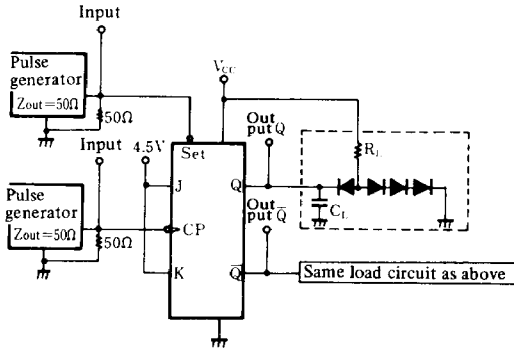 Input
Pulse
generator
Zout=50Ω
50Ω
Input
4.5V
VCC
Out
put Q
RL
Set
J
Q
CL
Out
put Q̅
Pulse
generator
Zout=50Ω
50Ω
CP
K
Q̅
Same load circuit as above